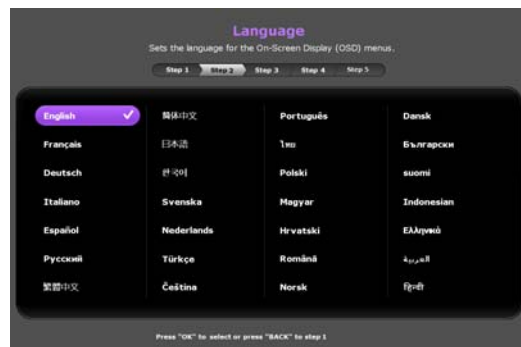 Language
Sets the language for the On-Screen Display (OSD) menus.
Step 1 Step 2 Step 3 Step 4 Step 5
English 简体中文 Português Dansk
Français 日本語 ไทย Български
Deutsch 한국어 Polski suomi
Italiano Svenska Magyar Indonesian
Español Nederlands Hrvatski Ελληνικά
Русский Türkçe Română العربية
繁體中文 Čeština Norsk हिन्दी
Press "OK" to select or press "BACK" to step 1